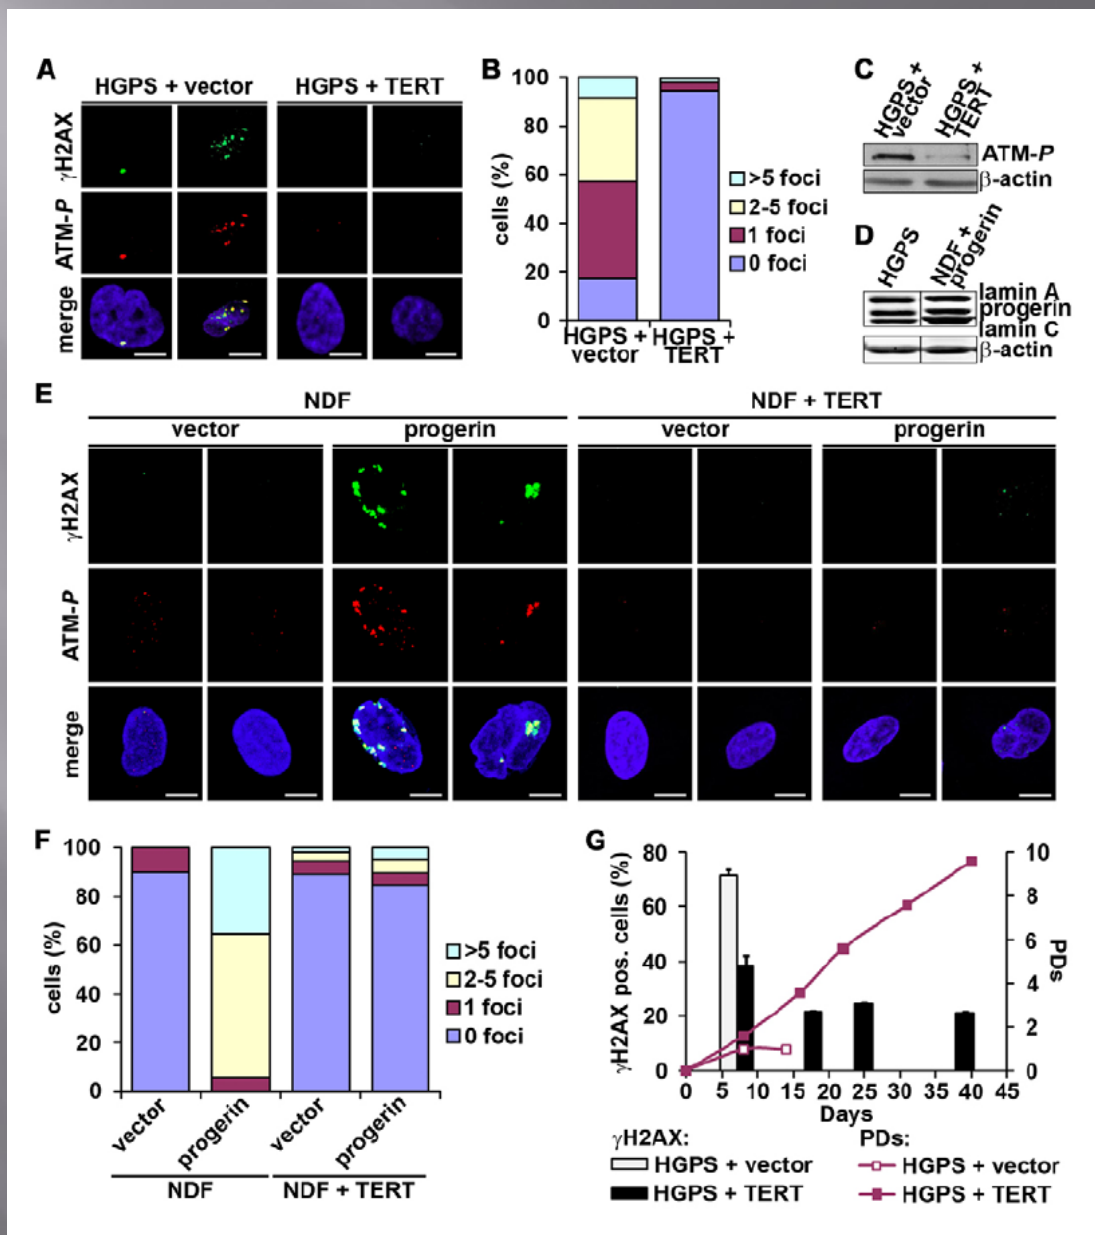 A
HGPS + vector
HGPS + TERT
γH2AX
ATM-P
merge
B
cells (%)
100
80
60
40
20
0
HGPS +
vector
HGPS +
TERT
>5 foci
2-5 foci
1 foci
0 foci
C
HGPS +
vector
HGPS +
TERT
ATM-P
β-actin
D
HGPS
NDF +
progerin
lamin A
progerin
lamin C
β-actin
E
NDF
NDF + TERT
vector
progerin
vector
progerin
γH2AX
ATM-P
merge
F
cells (%)
100
80
60
40
20
0
vector
progerin
vector
progerin
NDF
NDF + TERT
>5 foci
2-5 foci
1 foci
0 foci
G
γH2AX pos. cells (%)
80
60
40
20
0
10
8
6
4
2
0
PDs
0 5 10 15 20 25 30 35 40 45
Days
γH2AX:
HGPS + vector
HGPS + TERT
PDs:
HGPS + vector
HGPS + TERT